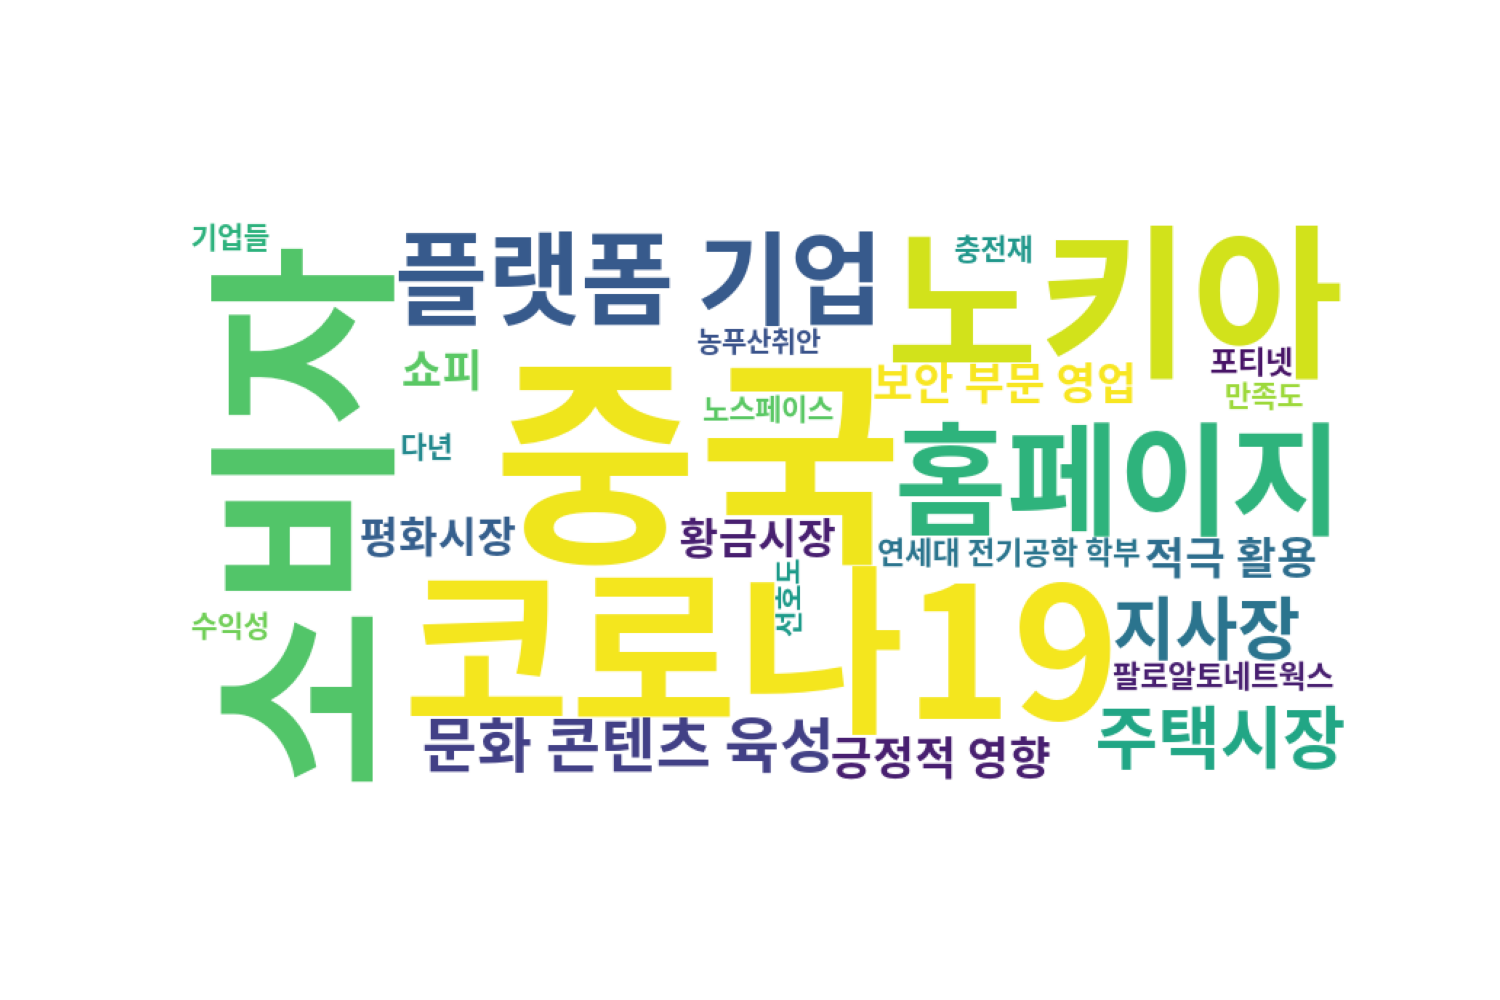 기업들
소비자
플랫폼 기업
노키아
충전재
농푸산취안
쇼피
중국
보안 부문 영업
포티넷
만족도
노스페이스
다년
홈페이지
평화시장
황금시장
연세대 전기공학 학부
적극 활용
코로나19
선호도
수익성
지사장
팔로알토네트웍스
문화 콘텐츠 육성
긍정적 영향
주택시장